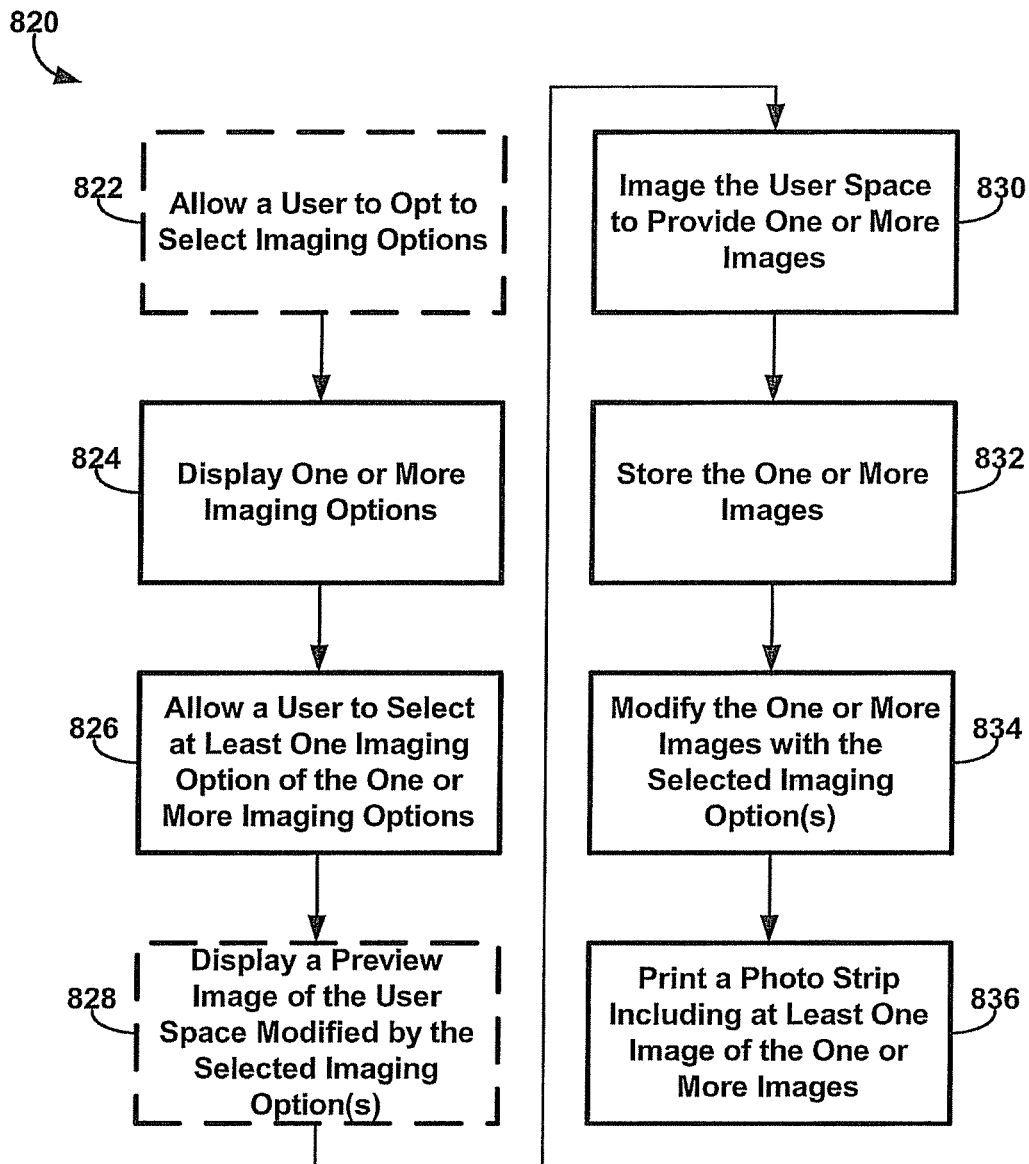 820
822
Allow a User to Opt to
Select Imaging Options
824
Display One or More
Imaging Options
826
Allow a User to Select
at Least One Imaging
Option of the One or
More Imaging Options
828
Display a Preview
Image of the User
Space Modified by the
Selected Imaging
Option(s)
Image the User Space
to Provide One or More
Images
830
Store the One or More
Images
832
Modify the One or More
Images with the
Selected Imaging
Option(s)
834
Print a Photo Strip
Including at Least One
Image of the One or
More Images
836